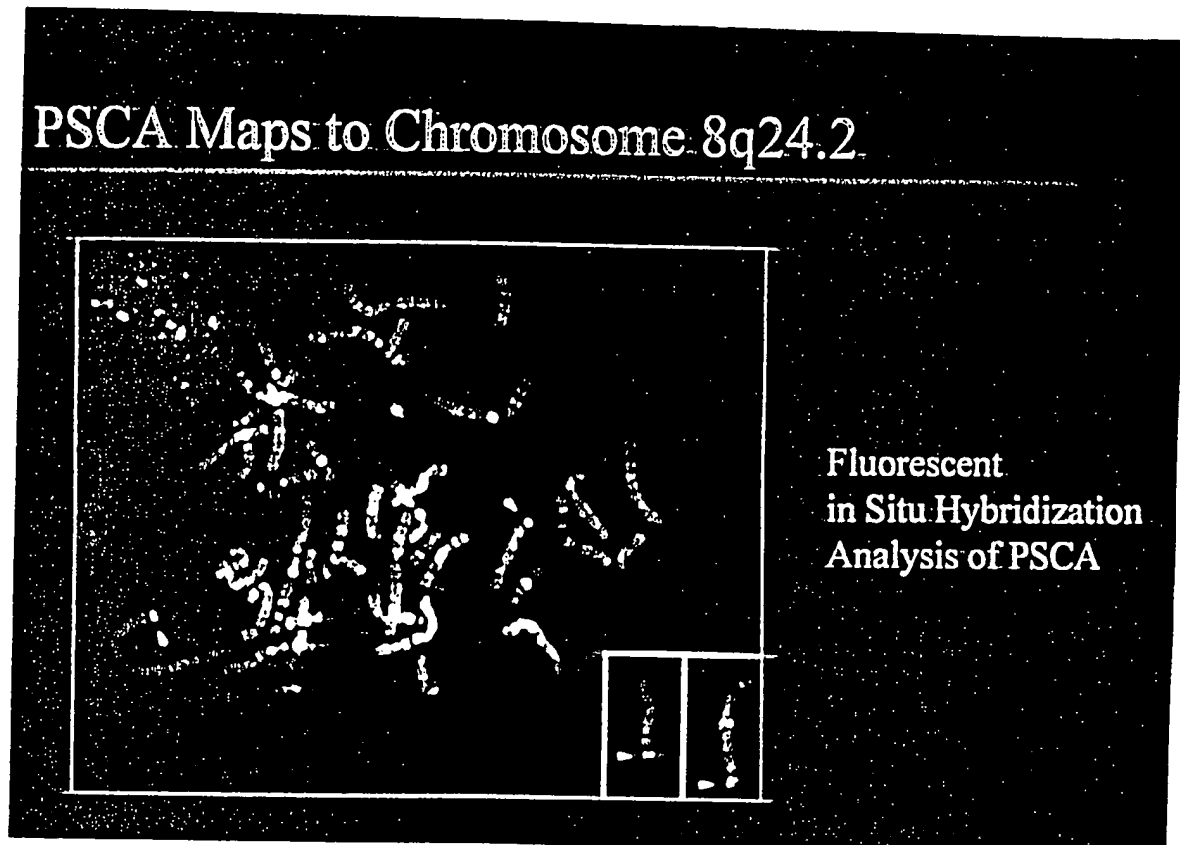 PSCA Maps to Chromosome 8q24.2
Fluorescent
in Situ Hybridization
Analysis of PSCA